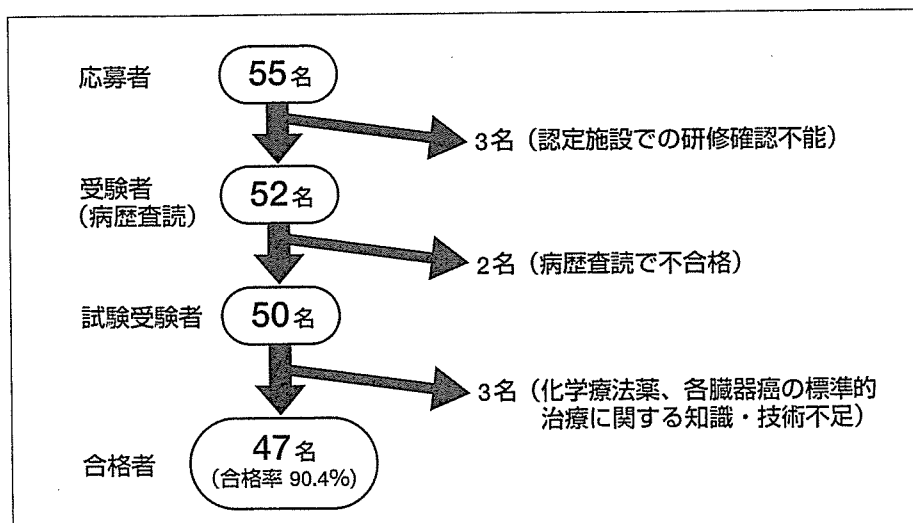 応募者
55名
3名（認定施設での研修確認不能）
受験者
（病歴査読）
52名
2名（病歴査読で不合格）
試験受験者
50名
3名（化学療法薬、各臓器癌の標準的
治療に関する知識・技術不足）
合格者
47名
（合格率 90.4%）